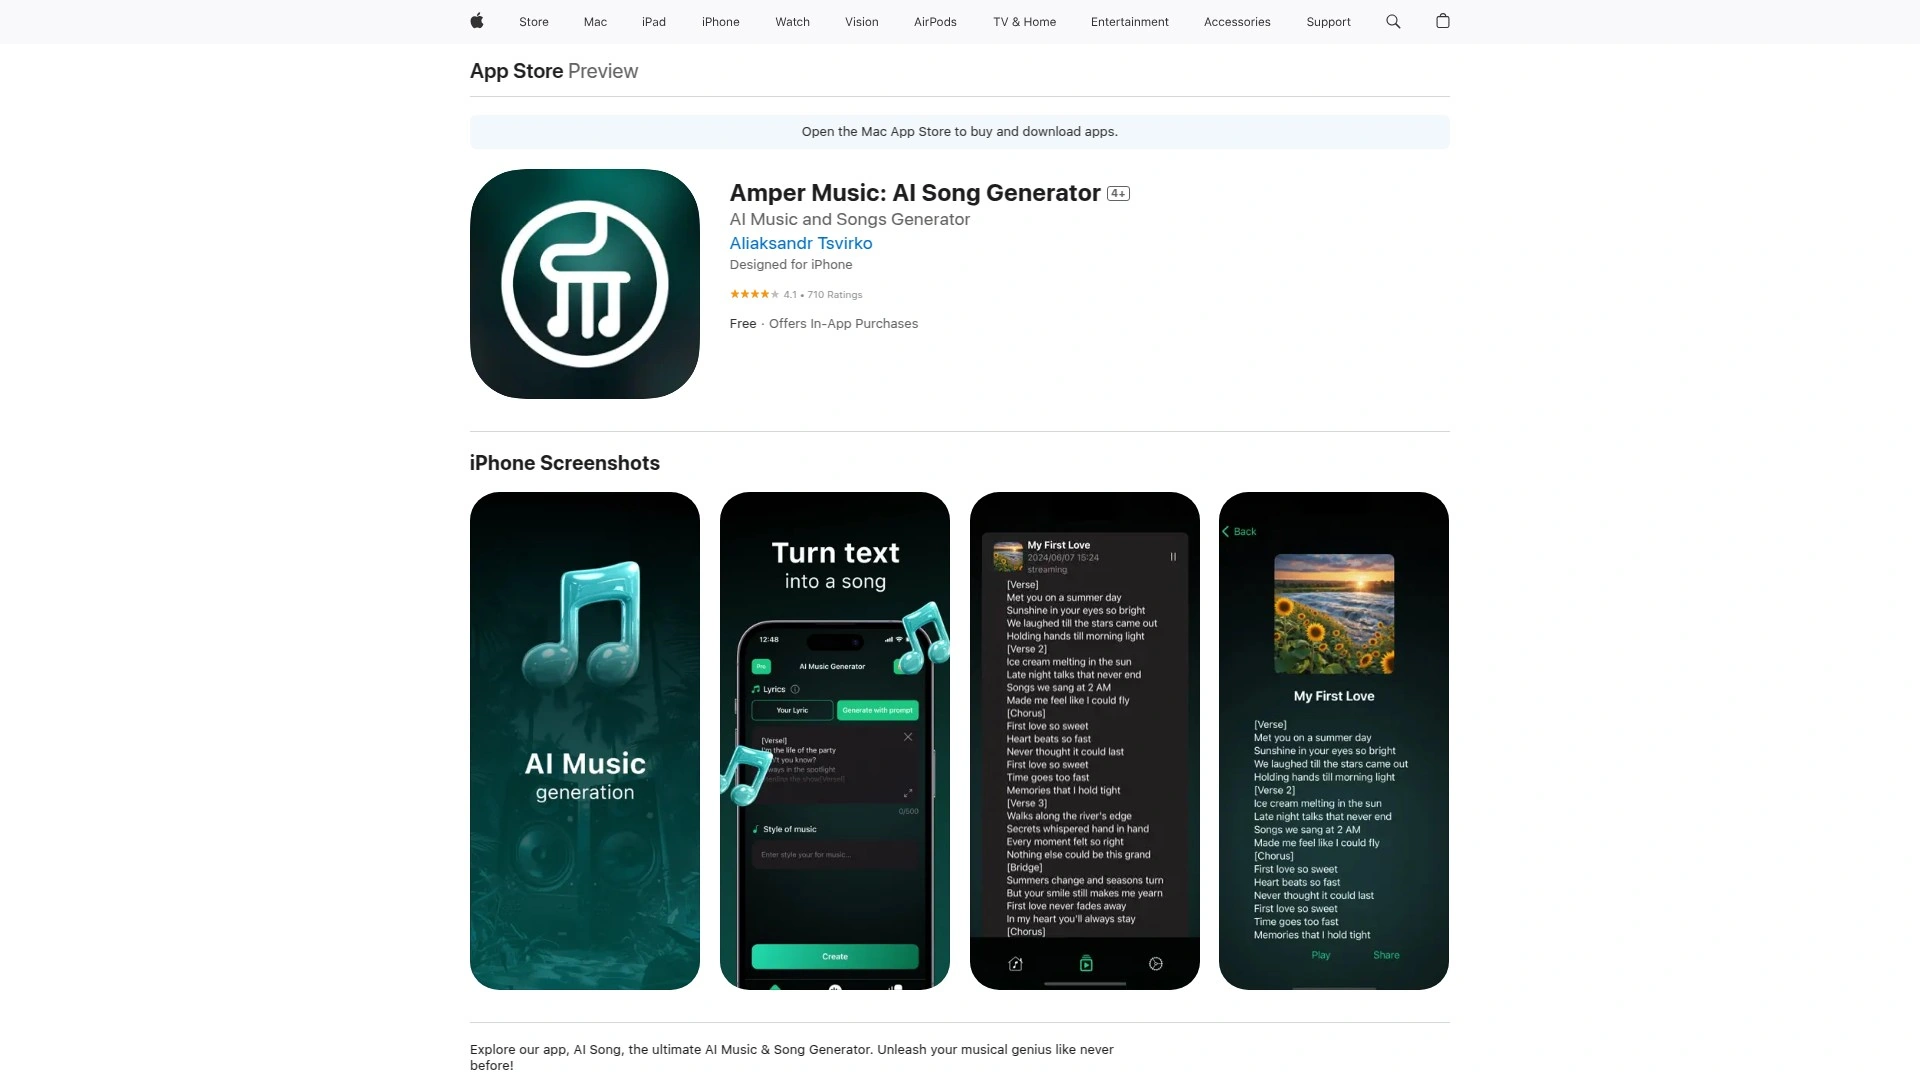 Store Mac iPad iPhone Watch Vision AirPods TV & Home Entertainment Accessories Support
App Store Preview
Open the Mac App Store to buy and download apps.
Amper Music: AI Song Generator 4+
AI Music and Songs Generator
Aliaksandr Tsvirko
Designed for iPhone
4.1 • 710 Ratings
Free · Offers In-App Purchases
iPhone Screenshots
AI Music
generation
Turn text
into a song
12:48
Pro
AI Music Generator
Lyrics
Your Lyric
Generate with prompt
[Verse]
I'm the life of the party
you know?
in the spotlight
0/500
Style of music
Enter style your for music...
Create
My First Love
2024/06/07 15:24
streaming
[Verse]
Met you on a summer day
Sunshine in your eyes so bright
We laughed till the stars came out
Holding hands till morning light
[Verse 2]
Ice cream melting in the sun
Late night talks that never end
Songs we sang at 2 AM
Made me feel like I could fly
[Chorus]
First love so sweet
Heart beats so fast
Never thought it could last
First love so sweet
Time goes too fast
Memories that I hold tight
[Verse 3]
Walks along the river's edge
Secrets whispered hand in hand
Every moment felt so right
Nothing else could be this grand
[Bridge]
Summers change and seasons turn
But your smile still makes me yearn
First love never fades away
In my heart you'll always stay
[Chorus]
Back
My First Love
[Verse]
Met you on a summer day
Sunshine in your eyes so bright
We laughed till the stars came out
Holding hands till morning light
[Verse 2]
Ice cream melting in the sun
Late night talks that never end
Songs we sang at 2 AM
Made me feel like I could fly
[Chorus]
First love so sweet
Heart beats so fast
Never thought it could last
First love so sweet
Time goes too fast
Memories that I hold tight
Play Share
Explore our app, AI Song, the ultimate AI Music & Song Generator. Unleash your musical genius like never
before!